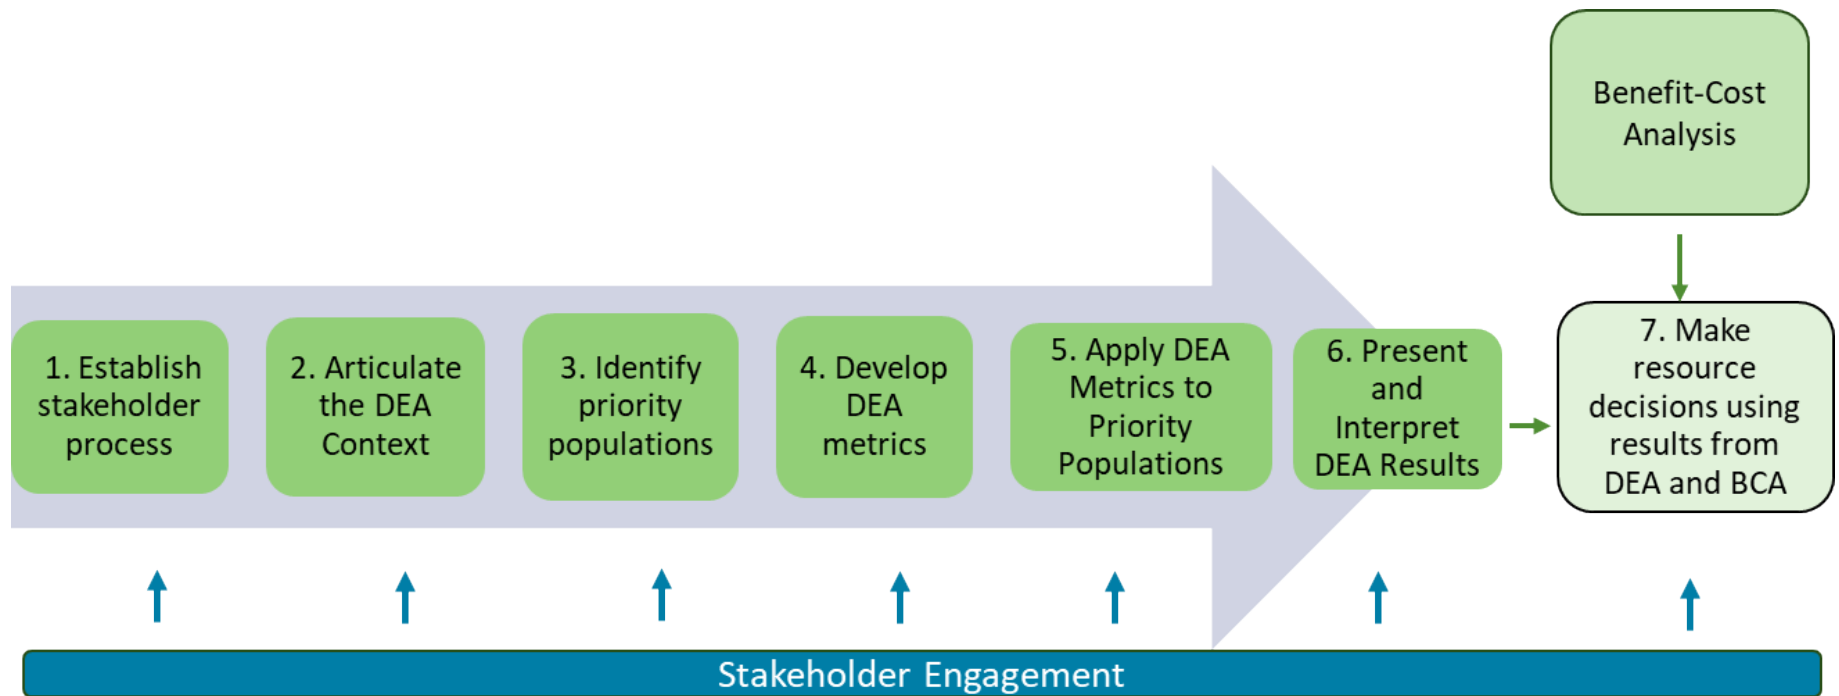 Benefit-Cost
Analysis
1. Establish
stakeholder
process
2. Articulate
the DEA
Context
3. Identify
priority
populations
4. Develop
DEA
metrics
5. Apply DEA
Metrics to
Priority
Populations
6. Present
and
Interpret
DEA Results
7. Make
resource
decisions using
results from
DEA and BCA
Stakeholder Engagement